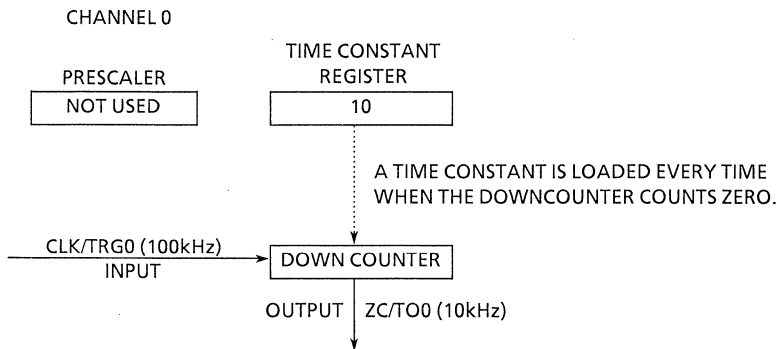 CHANNEL 0
TIME CONSTANT
REGISTER
PRESCALER
NOT USED
10
A TIME CONSTANT IS LOADED EVERY TIME
WHEN THE DOWNCOUNTER COUNTS ZERO.
CLK/TRG0 (100kHz)
INPUT
DOWN COUNTER
OUTPUT
ZC/TO0 (10kHz)